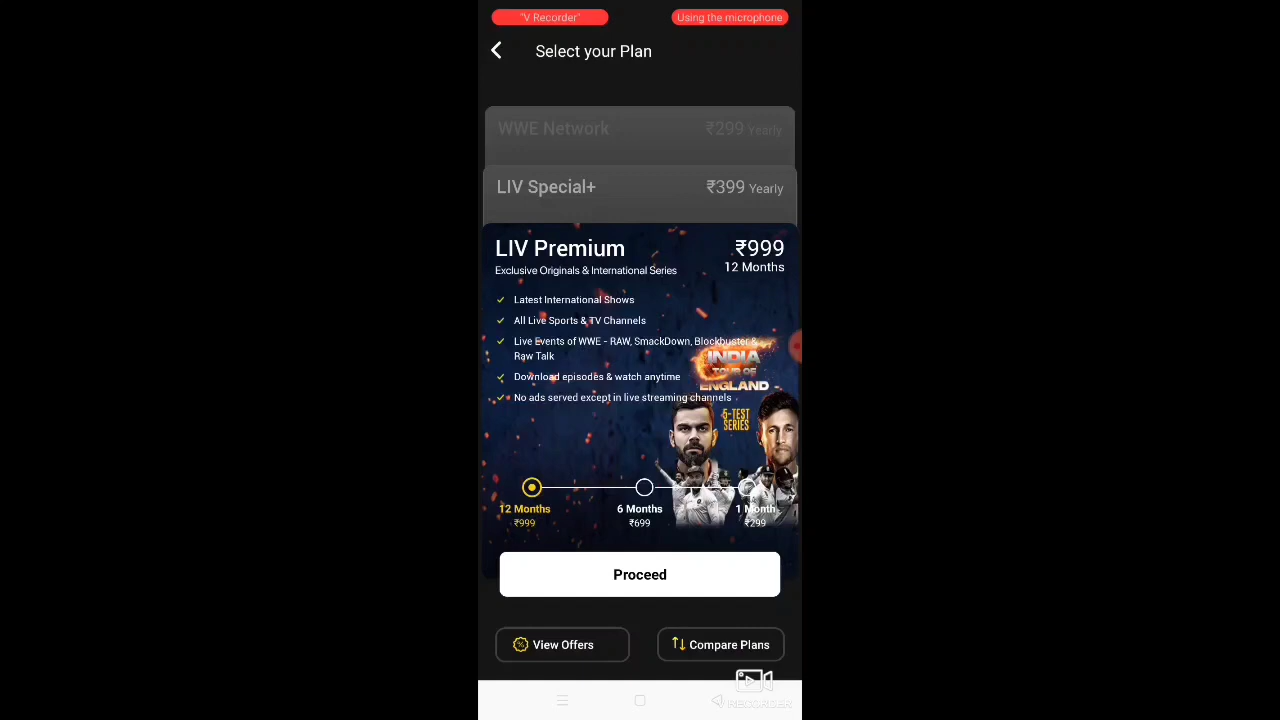 "V Recorder"
Using the microphone
Select your Plan
WWE Network ₹299 Yearly
LIV Special+ ₹399 Yearly
LIV Premium ₹999
Exclusive Originals & International Series 12 Months
Latest International Shows
All Live Sports & TV Channels
Live Events of WWE - RAW, SmackDown, Blockbuster &
Raw Talk
Download episodes & watch anytime
No ads served except in live streaming channels
INDIA
TOUR OF
ENGLAND
5-TEST
SERIES
12 Months 6 Months 1 Month
₹999 ₹699 ₹299
Proceed
View Offers Compare Plans
RECORDER